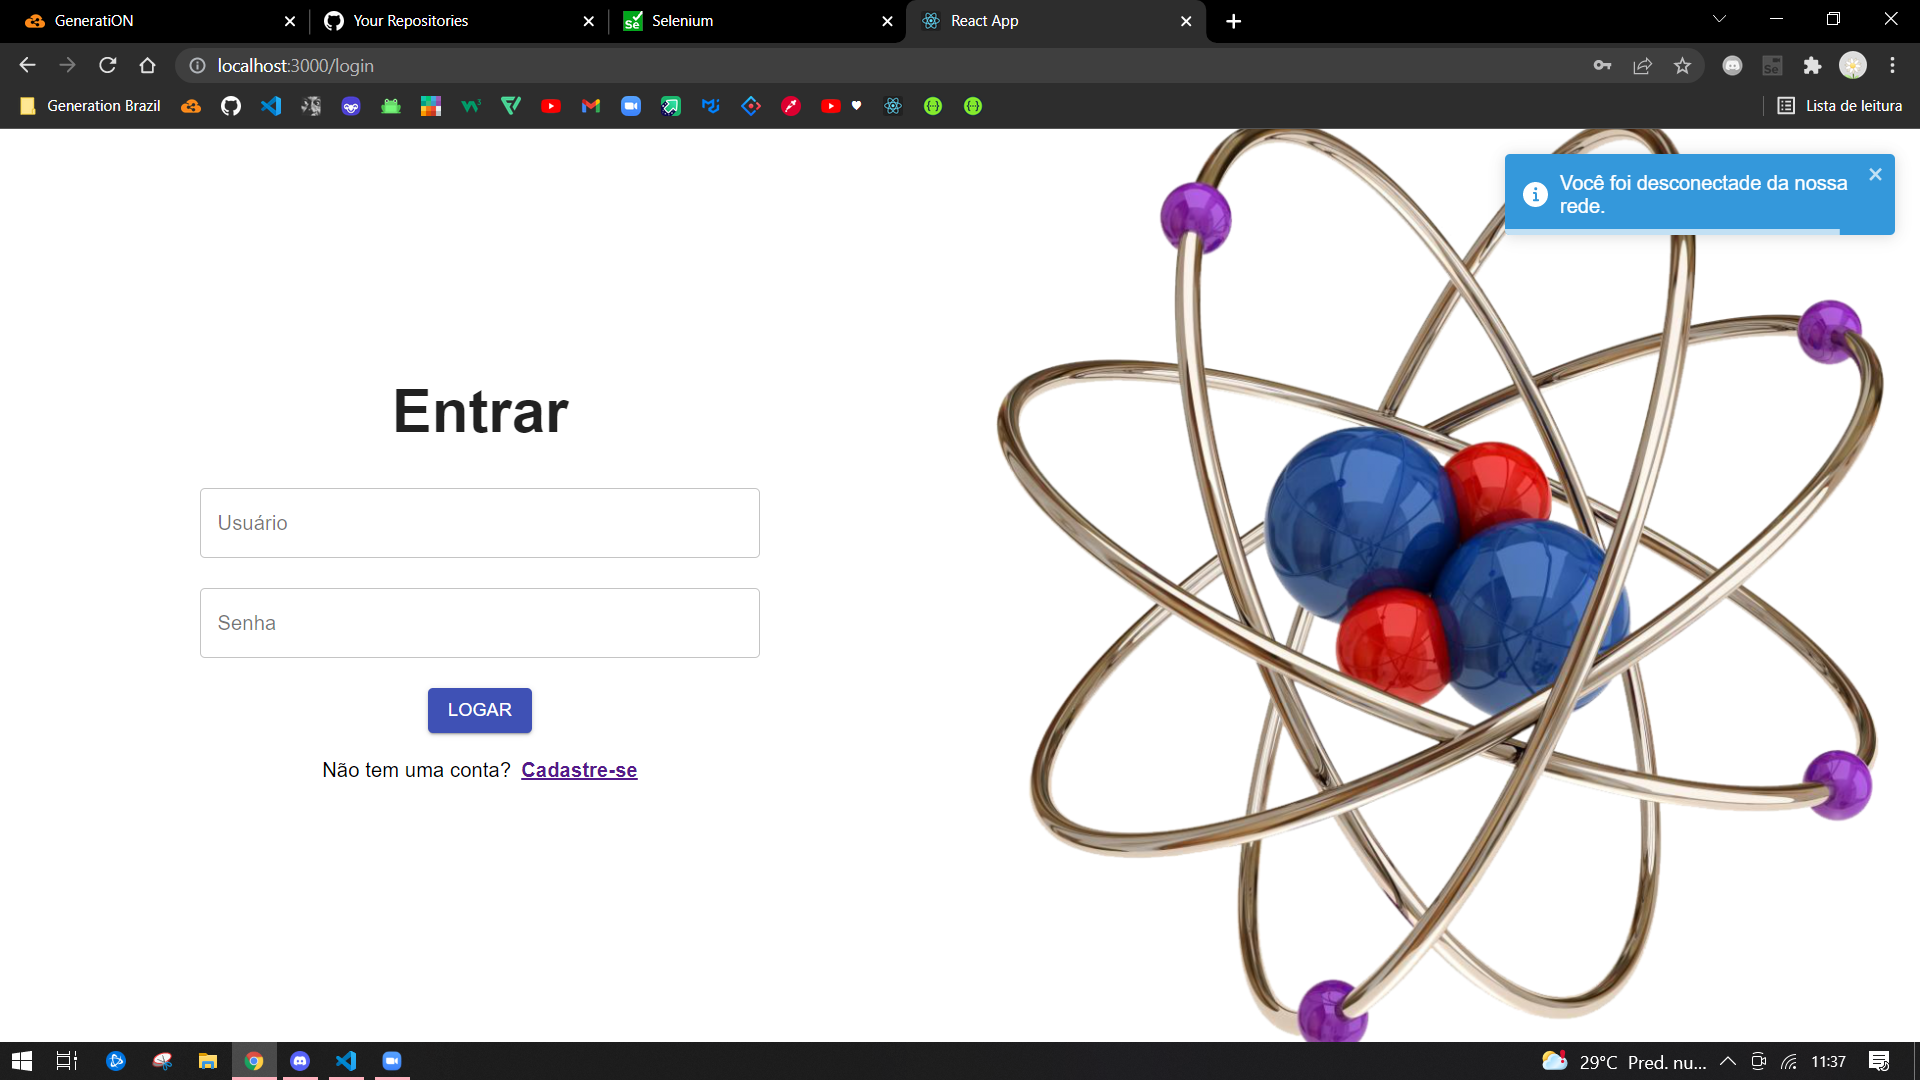 GeneratiON
Your Repositories
Selenium
React App
localhost:3000/login
Generation Brazil
Lista de leitura
Você foi desconectade da nossa
rede.
Entrar
Usuário
Senha
LOGAR
Não tem uma conta? Cadastre-se
29°C Pred. nu...
11:37